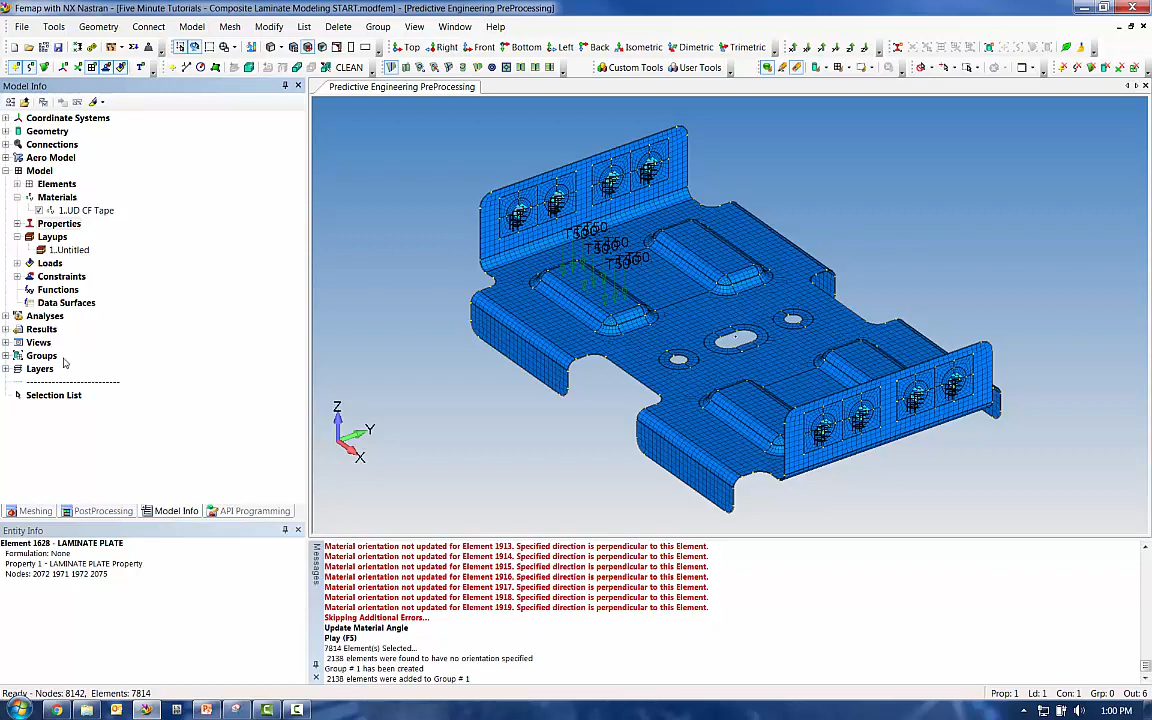 Femap with NX Nastran - [Five Minute Tutorials - Composite Laminate Modeling START.modfem] - [Predictive Engineering PreProcessing]
File Tools Geometry Connect Model Mesh Modify List Delete Group View Window Help
Top Right Front Bottom Left Back Isometric Dimetric Trimetric
CLEAN Custom Tools User Tools
Model Info
Predictive Engineering PreProcessing
Coordinate Systems
Geometry
Connections
Aero Model
Model
Elements
Materials
1..UD CF Tape
Properties
Layups
1..Untitled
Loads
Constraints
Functions
Data Surfaces
Analyses
Results
Views
Groups
Layers
Selection List
Z
Y
X
Meshing PostProcessing Model Info API Programming
Entity Info
Element 1628 - LAMINATE PLATE
Formulation: None
Property 1 - LAMINATE PLATE Property
Nodes: 2072 1971 1972 2075
Messages
Material orientation not updated for Element 1913. Specified direction is perpendicular to this Element.
Material orientation not updated for Element 1914. Specified direction is perpendicular to this Element.
Material orientation not updated for Element 1915. Specified direction is perpendicular to this Element.
Material orientation not updated for Element 1916. Specified direction is perpendicular to this Element.
Material orientation not updated for Element 1917. Specified direction is perpendicular to this Element.
Material orientation not updated for Element 1918. Specified direction is perpendicular to this Element.
Material orientation not updated for Element 1919. Specified direction is perpendicular to this Element.
Skipping Additional Errors...
Update Material Angle
Play (F5)
7814 Element(s) Selected...
2138 elements were found to have no orientation specified
Group # 1 has been created
2138 elements were added to Group # 1
Ready - Nodes: 8142, Elements: 7814 Prop: 1 Ld: 1 Con: 1 Grp: 0 Out: 6
1:00 PM